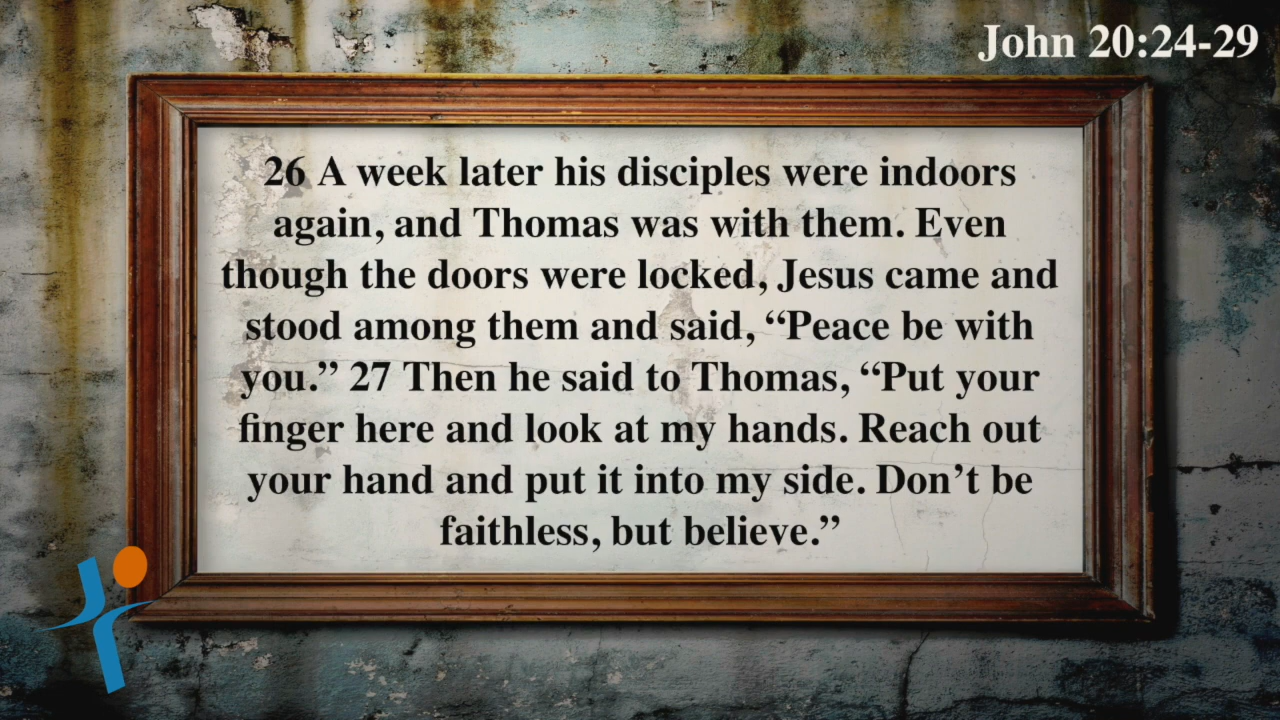 John 20:24-29
26 A week later his disciples were indoors
again, and Thomas was with them. Even
though the doors were locked, Jesus came and
stood among them and said, “Peace be with
you.” 27 Then he said to Thomas, “Put your
finger here and look at my hands. Reach out
your hand and put it into my side. Don’t be
faithless, but believe.”